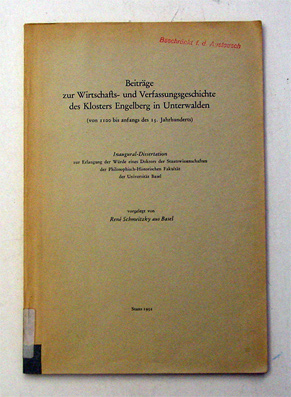 Beschränkt f. d. Austausch
Beiträge
zur Wirtschafts- und Verfassungsgeschichte
des Klosters Engelberg in Unterwalden
(von 1100 bis anfangs des 15. Jahrhunderts)
Inaugural-Dissertation
zur Erlangung der Würde eines Doktors der Staatswissenschaften
der Philosophisch-Historischen Fakultät
der Universität Basel
vorgelegt von
René Schmeitzky aus Basel
Stans 1952